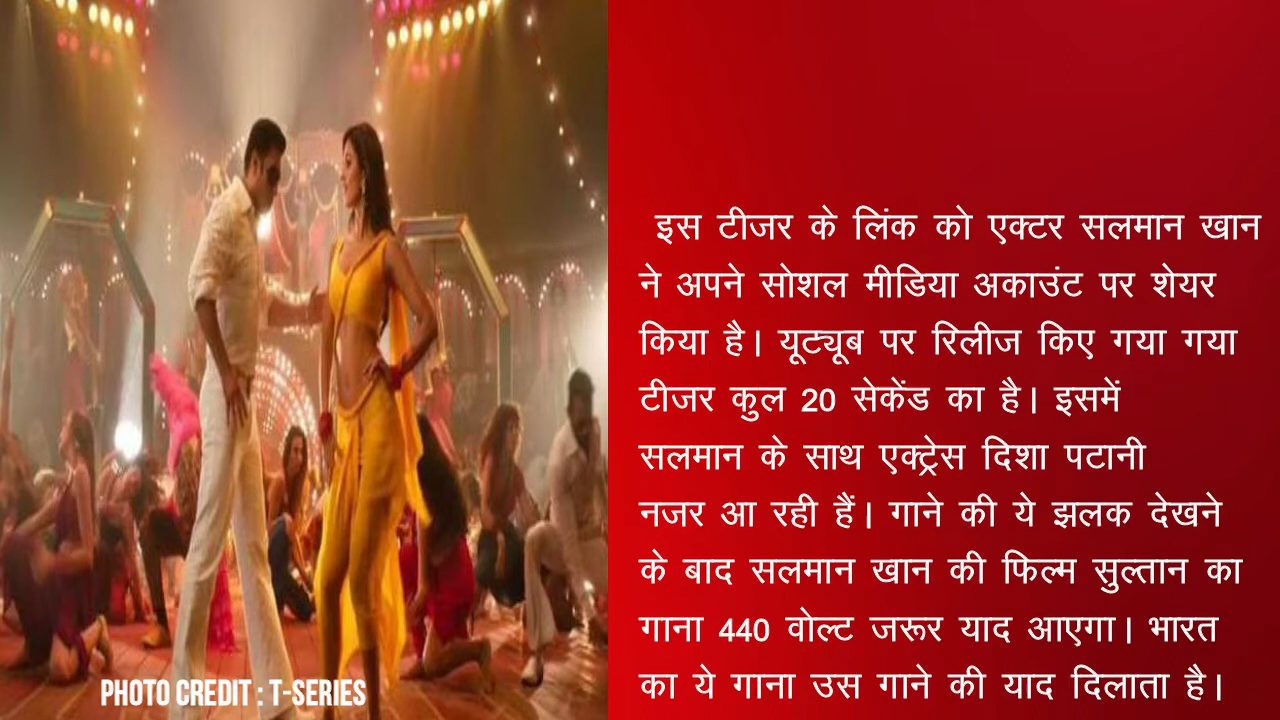 इस टीजर के लिंक को एक्टर सलमान खान
ने अपने सोशल मीडिया अकाउंट पर शेयर
किया है। यूट्यूब पर रिलीज किए गया गया
टीजर कुल 20 सेकेंड का है। इसमें
सलमान के साथ एक्ट्रेस दिशा पटानी
नजर आ रही हैं। गाने की ये झलक देखने
के बाद सलमान खान की फिल्म सुल्तान का
गाना 440 वोल्ट जरूर याद आएगा। भारत
का ये गाना उस गाने की याद दिलाता है।
PHOTO CREDIT : T-SERIES